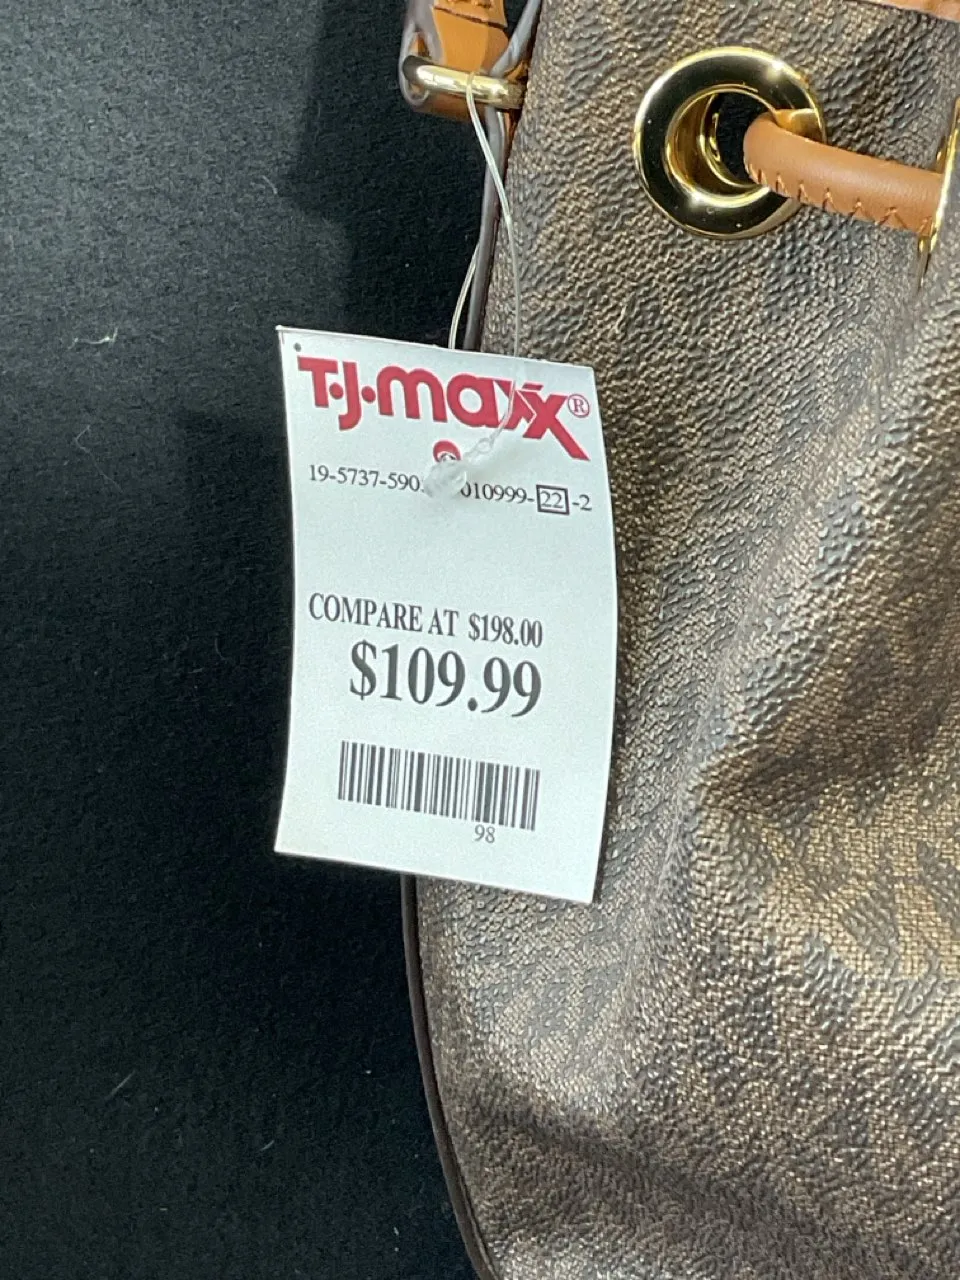 T·J·maxx®
19-5737-590 010999-22-2
COMPARE AT $198.00
$109.99
98